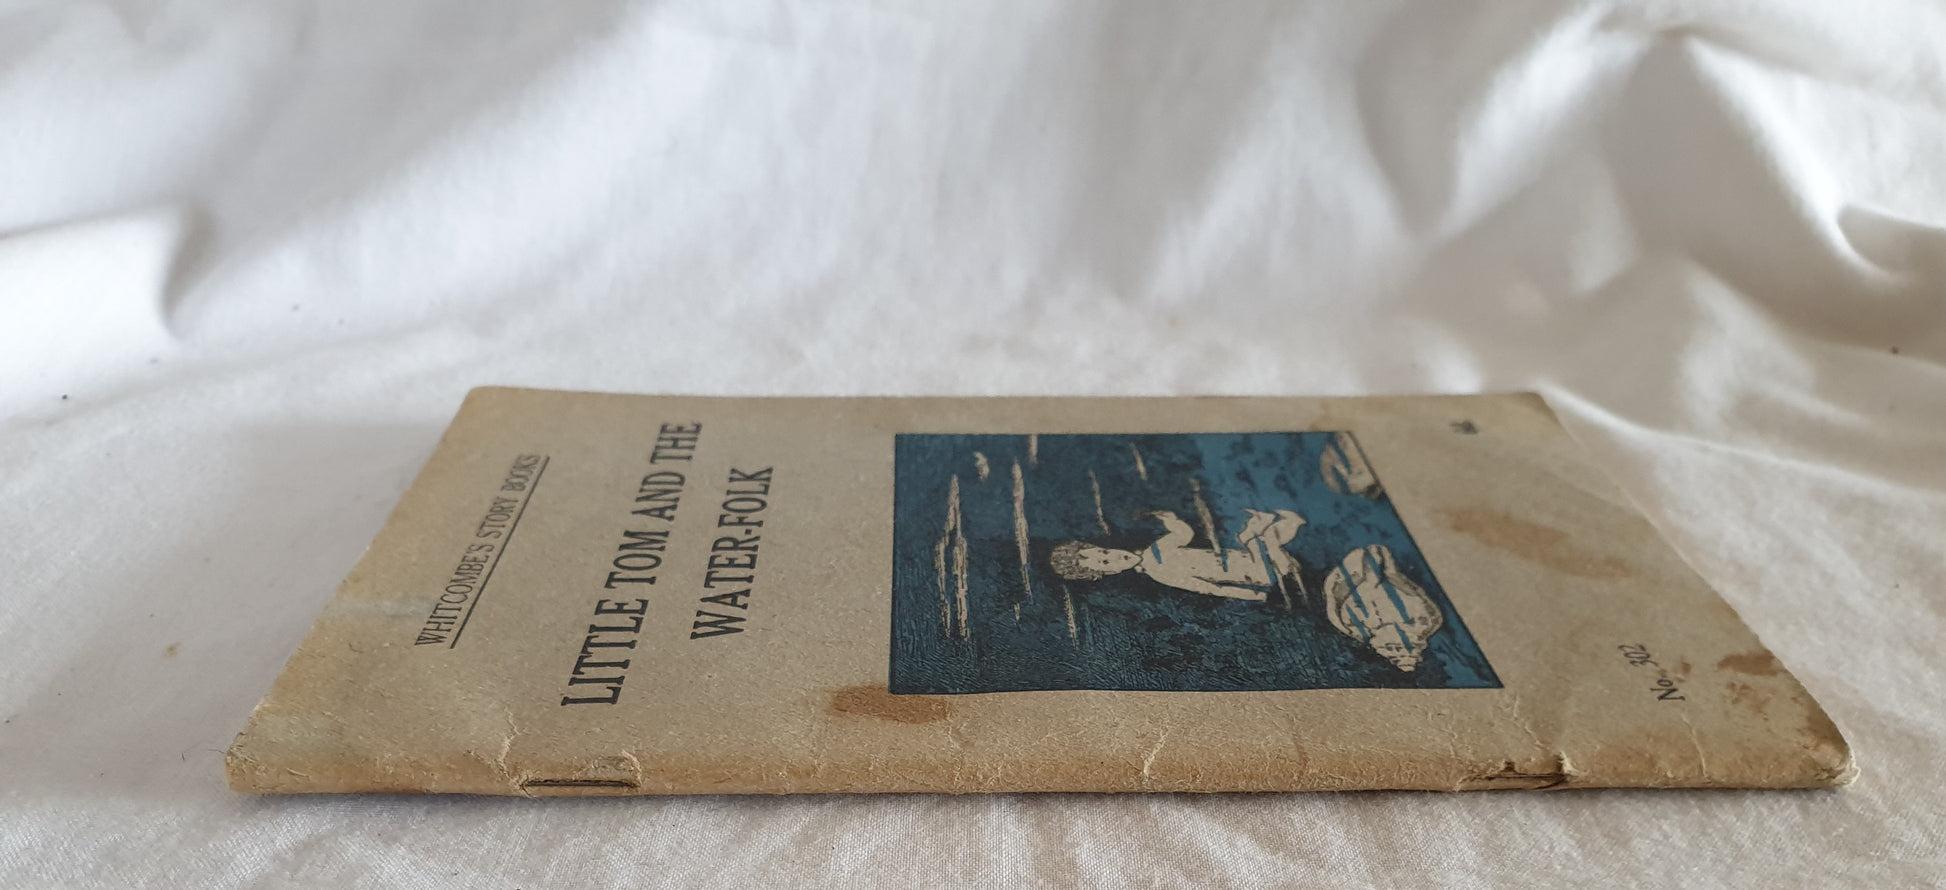 WHITCOMBE'S STORY BOOKS
LITTLE TOM AND THE
WATER-FOLK
No. 302